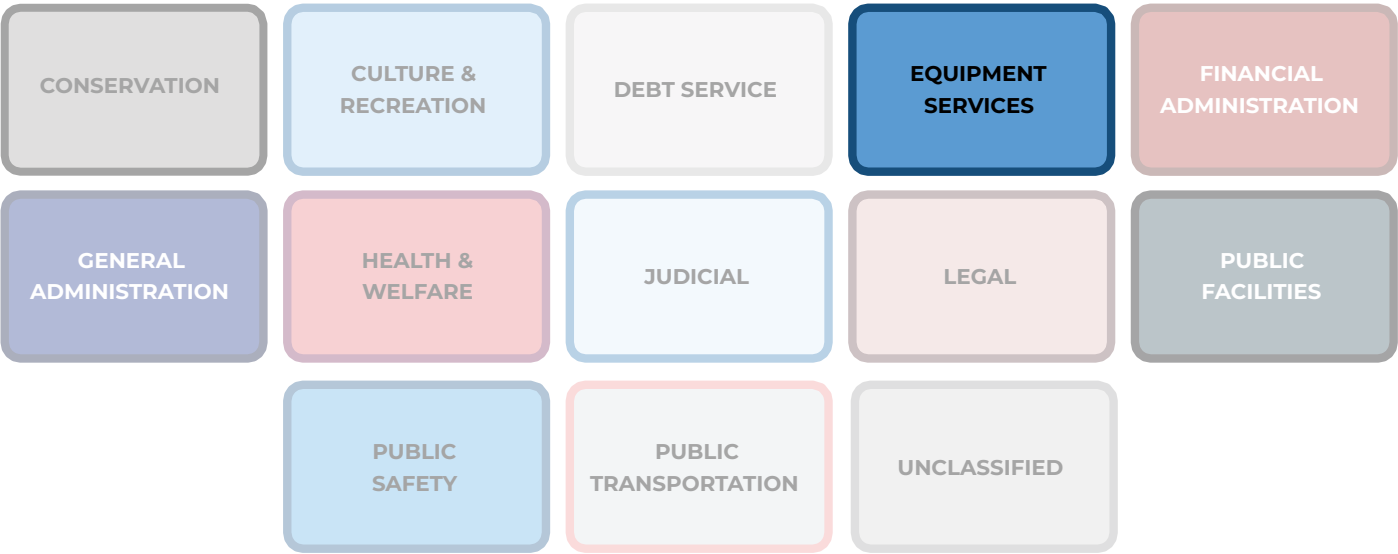 CONSERVATION
CULTURE &
RECREATION
DEBT SERVICE
EQUIPMENT
SERVICES
FINANCIAL
ADMINISTRATION
GENERAL
ADMINISTRATION
HEALTH &
WELFARE
JUDICIAL
LEGAL
PUBLIC
FACILITIES
PUBLIC
SAFETY
PUBLIC
TRANSPORTATION
UNCLASSIFIED